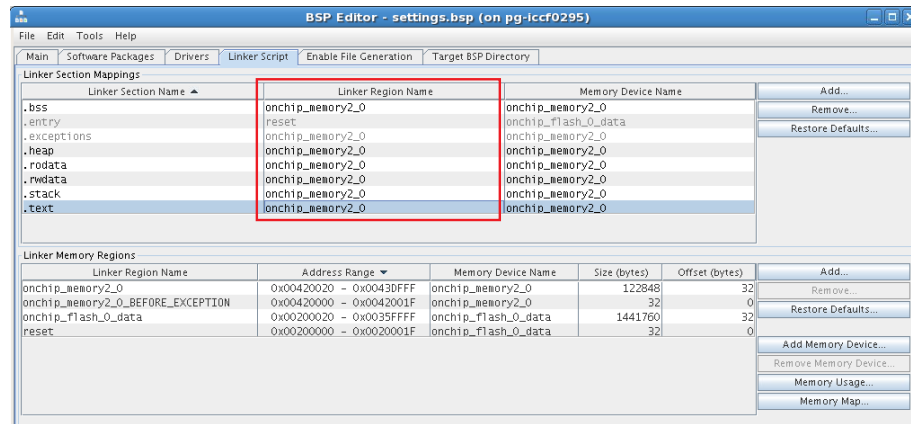 BSP Editor - settings.bsp (on pg-iccf0295)
File Edit Tools Help
Main Software Packages Drivers Linker Script Enable File Generation Target BSP Directory
Linker Section Mappings
Linker Section Name Linker Region Name Memory Device Name Add...
.bss onchip_memory2_0 onchip_memory2_0 Remove...
.entry reset onchip_flash_0_data Restore Defaults...
.exceptions onchip_memory2_0 onchip_memory2_0
.heap onchip_memory2_0 onchip_memory2_0
.rodata onchip_memory2_0 onchip_memory2_0
.rwdata onchip_memory2_0 onchip_memory2_0
.stack onchip_memory2_0 onchip_memory2_0
.text onchip_memory2_0 onchip_memory2_0
Linker Memory Regions
Linker Region Name Address Range Memory Device Name Size (bytes) Offset (bytes) Add...
onchip_memory2_0 0x00420020 - 0x0043DFFF onchip_memory2_0 122848 32 Remove...
onchip_memory2_0_BEFORE_EXCEPTION 0x00420000 - 0x0042001F onchip_memory2_0 32 0 Restore Defaults...
onchip_flash_0_data 0x00200020 - 0x0035FFFF onchip_flash_0_data 1441760 32
reset 0x00200000 - 0x0020001F onchip_flash_0_data 32 0
Add Memory Device...
Remove Memory Device...
Memory Usage...
Memory Map...